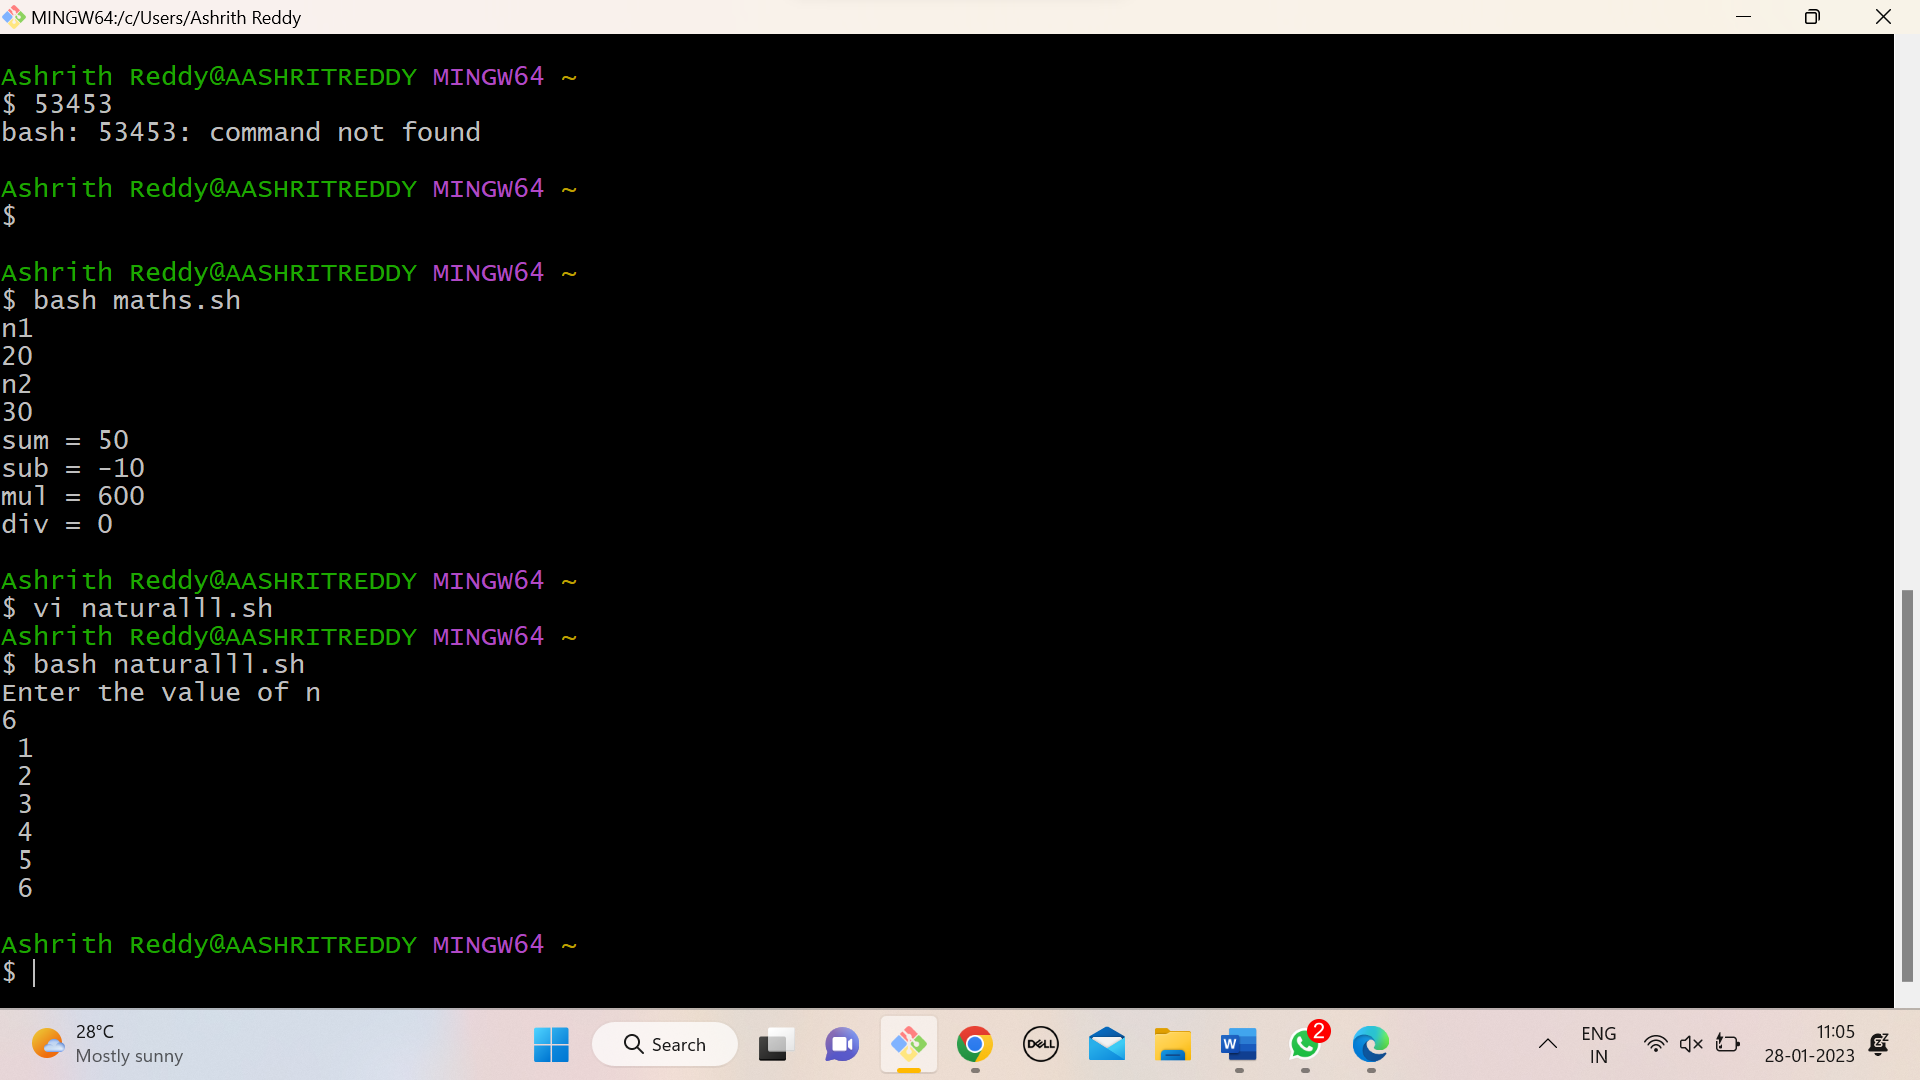 MINGW64:/c/Users/Ashrith Reddy
Ashrith Reddy@AASHRITREDDY MINGW64 ~
$ 53453
bash: 53453: command not found
Ashrith Reddy@AASHRITREDDY MINGW64 ~
$
Ashrith Reddy@AASHRITREDDY MINGW64 ~
$ bash maths.sh
n1
20
n2
30
sum = 50
sub = -10
mul = 600
div = 0
Ashrith Reddy@AASHRITREDDY MINGW64 ~
$ vi naturalll.sh
Ashrith Reddy@AASHRITREDDY MINGW64 ~
$ bash naturalll.sh
Enter the value of n
6
1
2
3
4
5
6
Ashrith Reddy@AASHRITREDDY MINGW64 ~
$
28°C
Mostly sunny
Search
DELL
W
2
ENG
IN
11:05
28-01-2023